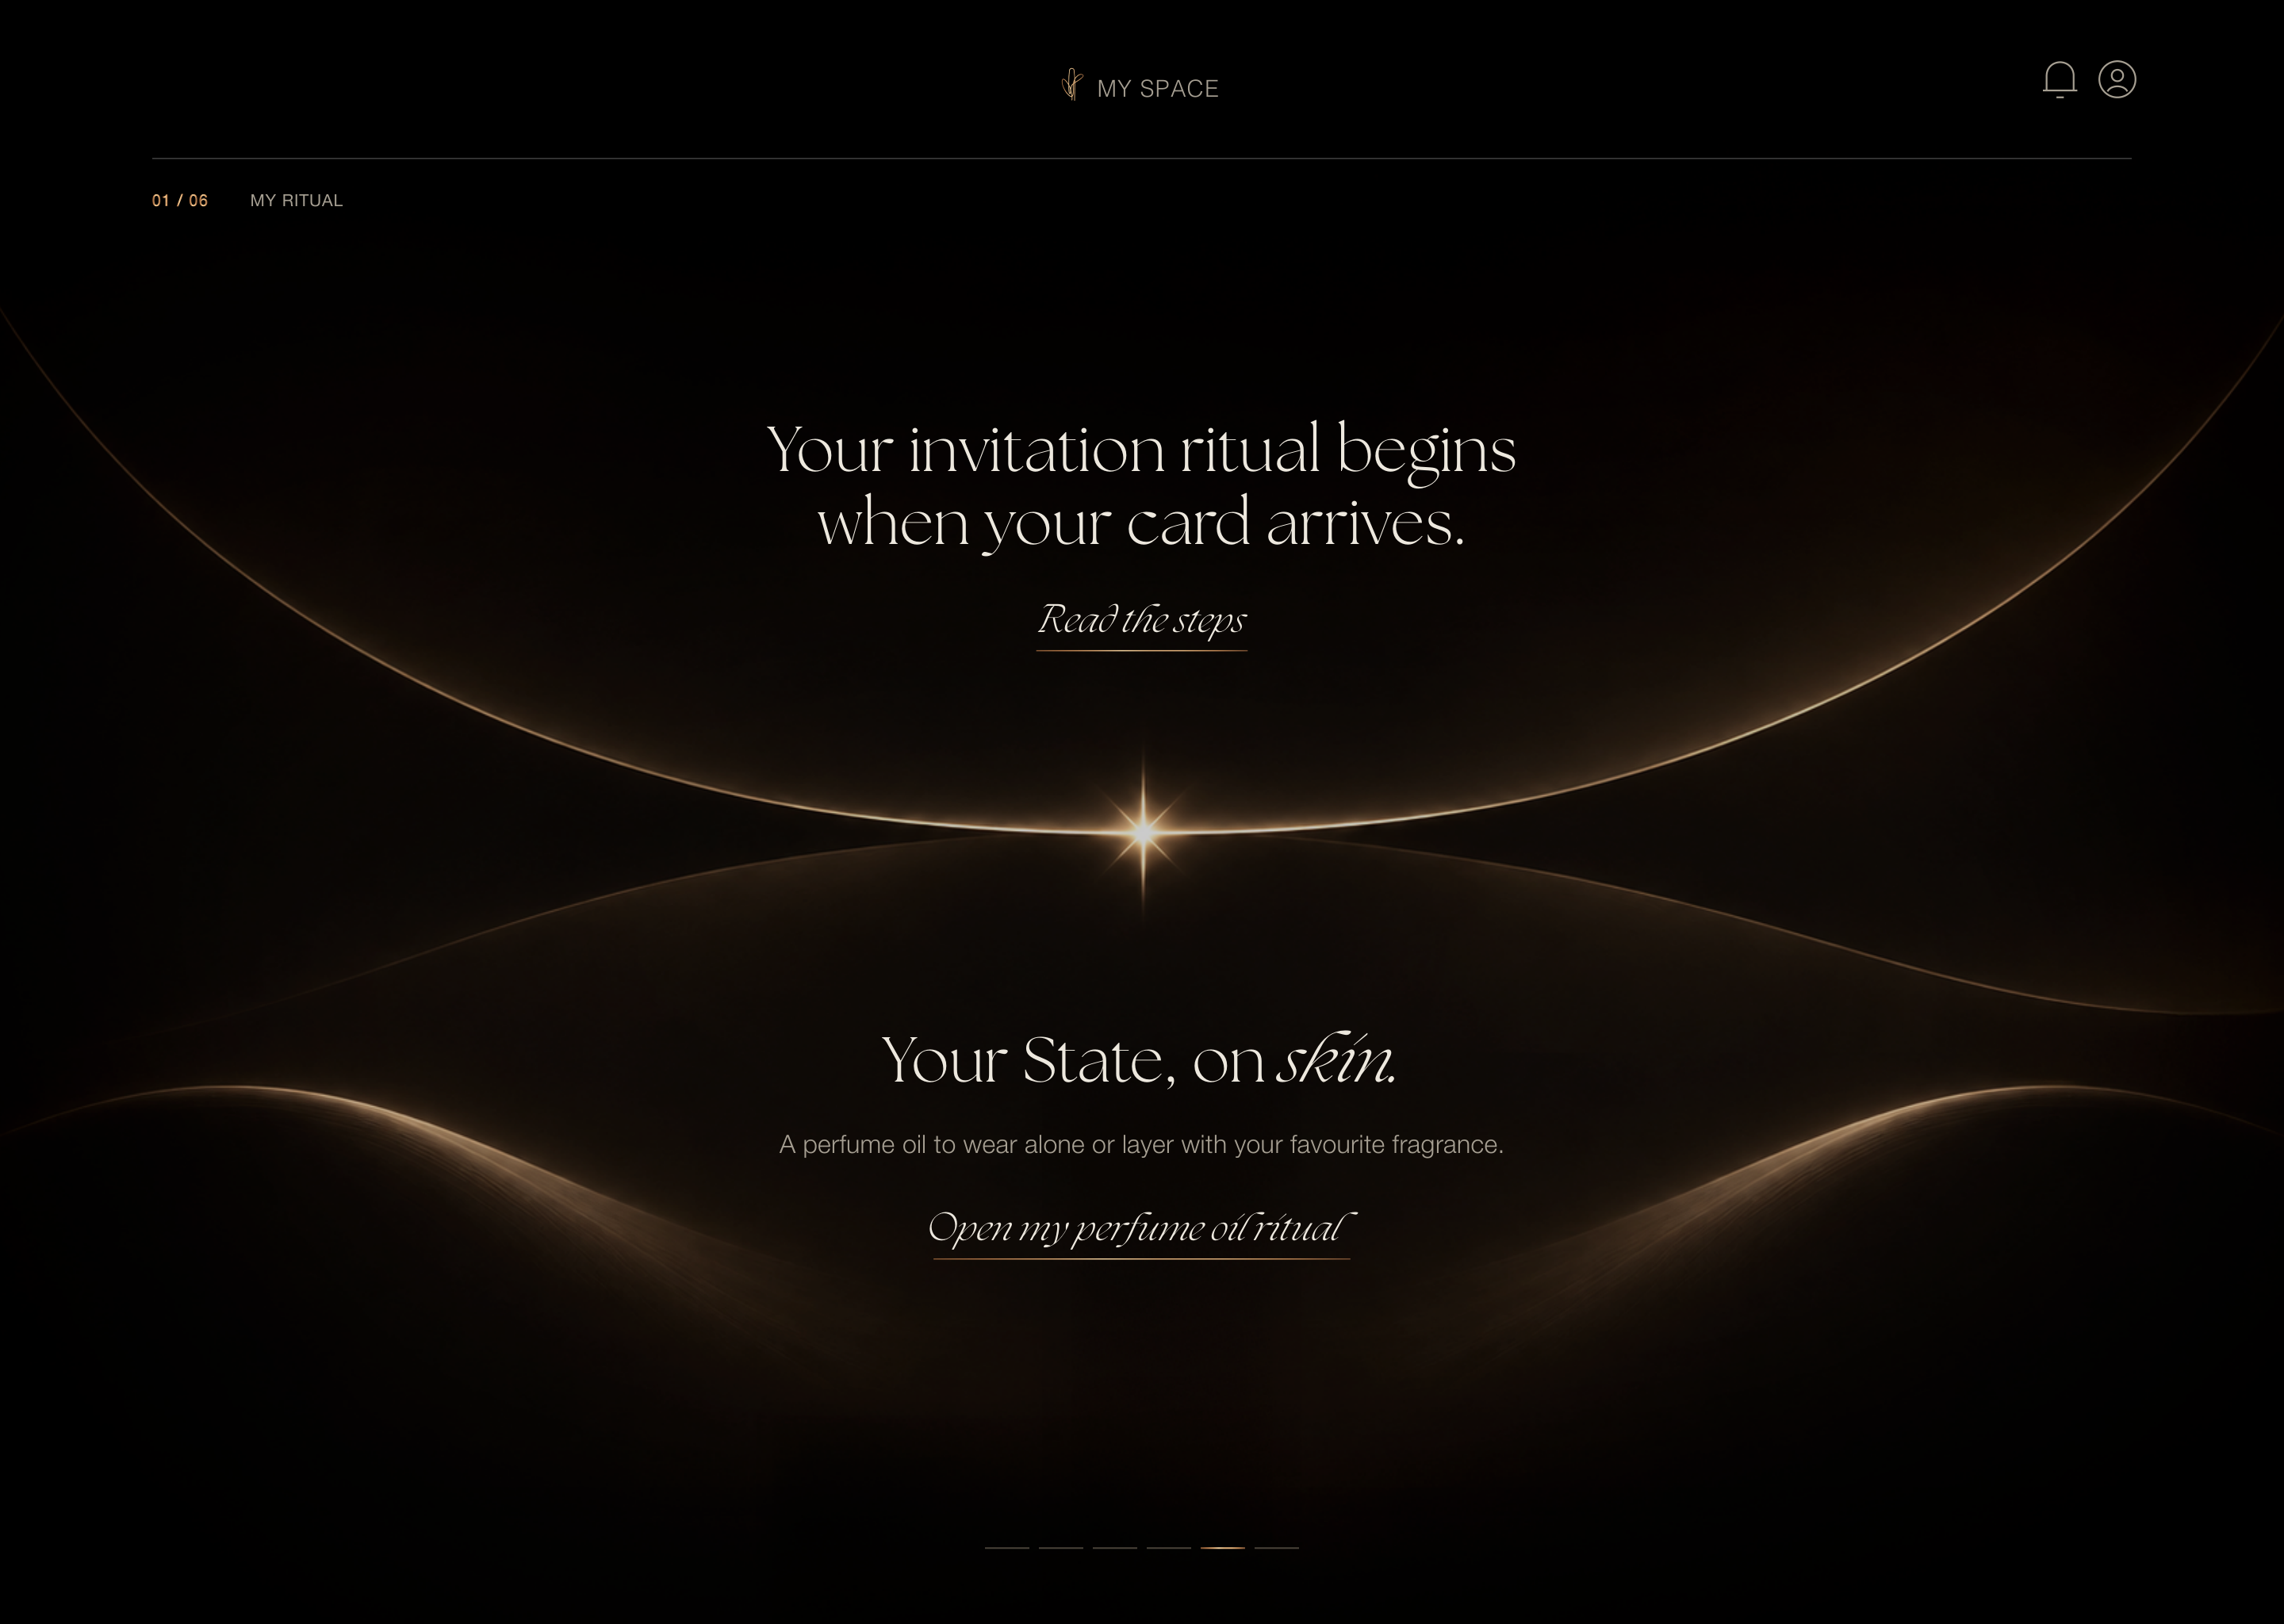 MY SPACE
01 / 06 MY RITUAL
Your invitation ritual begins
when your card arrives.
Read the steps
Your State, on skin.
A perfume oil to wear alone or layer with your favourite fragrance.
Open my perfume oil ritual